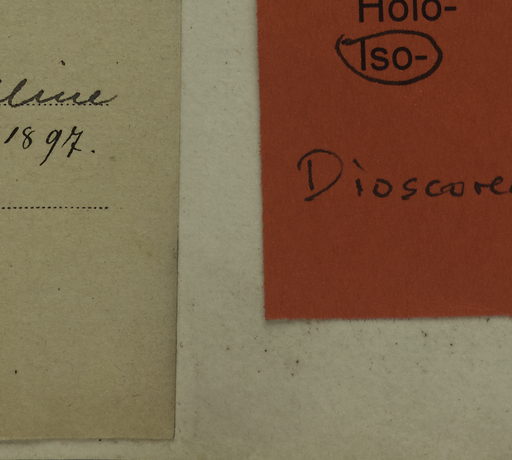 1897.
Holo-
Iso-
Dioscore